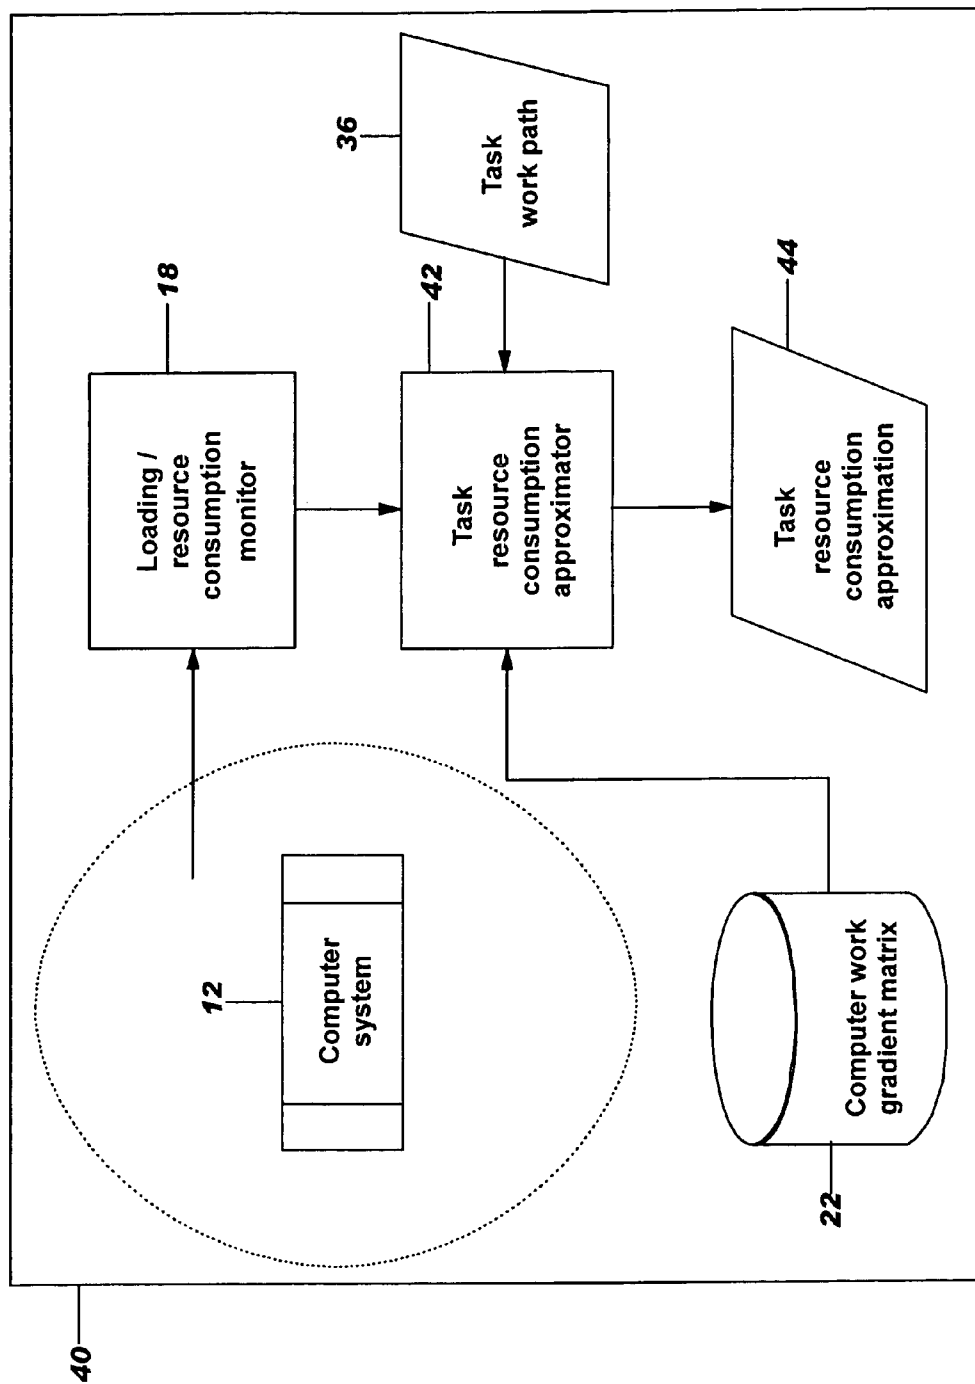 40
12
Computer
system
22
Computer work
gradient matrix
18
Loading /
resource
consumption
monitor
42
Task
resource
consumption
approximator
36
Task
work path
44
Task
resource
consumption
approximation